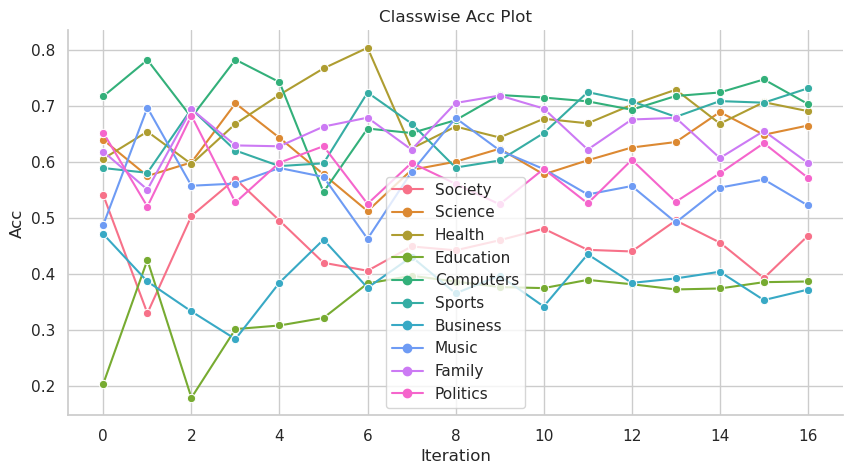 Classwise Acc Plot
0.8
0.7
0.6
0.5
0.4
0.3
0.2
Acc
Society
Science
Health
Education
Computers
Sports
Business
Music
Family
Politics
0 2 4 6 8 10 12 14 16
Iteration